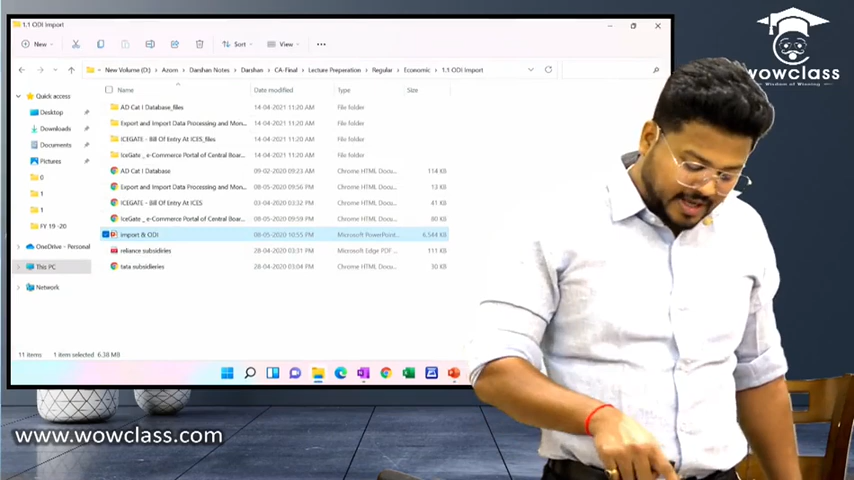 1.1 ODI Import
New
Sort
View
New Volume (D:) > Azorn > Darshan Notes > Darshan > CA-Final > Lecture Preperation > Regular > Economic > 1.1 ODI Import
Name Date modified Type Size
Quick access
Desktop
Downloads
Documents
Pictures
0
1
1
FY 19 -20
OneDrive - Personal
This PC
Network
AD Cat I Database_files 14-04-2021 11:20 AM File folder
Export and Import Data Processing and Mon... 14-04-2021 11:20 AM File folder
ICEGATE - Bill Of Entry At ICES_files 14-04-2021 11:20 AM File folder
IceGate _ e-Commerce Portal of Central Boar... 14-04-2021 11:20 AM File folder
AD Cat I Database 09-02-2020 09:23 AM Chrome HTML Docu... 114 KB
Export and Import Data Processing and Mon... 08-04-2020 03:56 PM Chrome HTML Docu... 13 KB
ICEGATE - Bill Of Entry At ICES 03-04-2020 03:32 PM Chrome HTML Docu... 41 KB
IceGate _ e-Commerce Portal of Central Boar... 08-05-2020 09:59 PM Chrome HTML Docu... 80 KB
import & ODI 08-05-2020 10:55 PM Microsoft PowerPoint... 6,544 KB
reliance subsidiries 28-04-2020 03:31 PM Microsoft Edge PDF ... 111 KB
tata subsidieries 28-04-2020 03:04 PM Chrome HTML Docu... 30 KB
11 items 1 item selected 6.38 MB
wowclass
Wisdom of Winning
www.wowclass.com